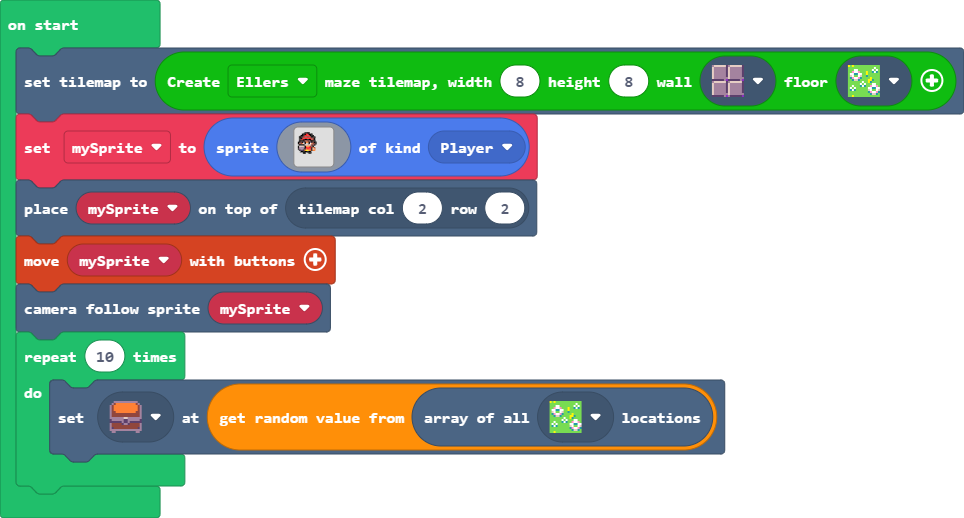 on start
set tilemap to Create Ellers maze tilemap, width 8 height 8 wall floor
set mySprite to sprite of kind Player
place mySprite on top of tilemap col 2 row 2
move mySprite with buttons
camera follow sprite mySprite
repeat 10 times
do
set at get random value from array of all locations